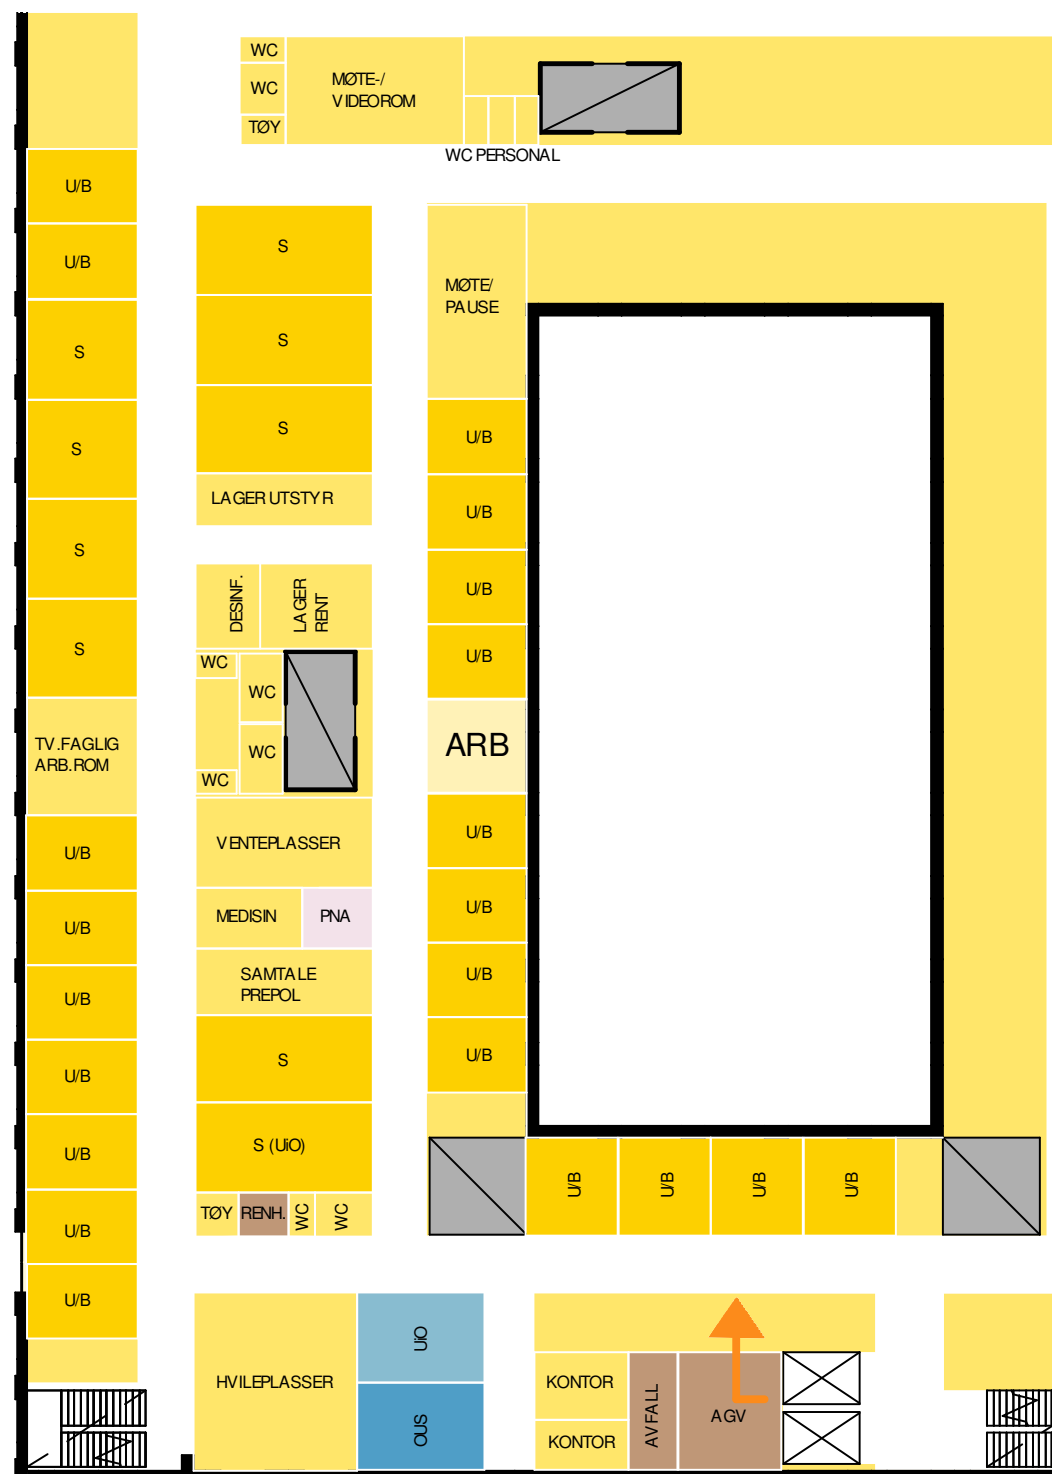 WC
WC
TØY
MØTE-/
VIDEOROM
WC PERSONAL
U/B
U/B
S
S
S
S
TV.FAGLIG
ARB.ROM
U/B
U/B
U/B
U/B
U/B
U/B
U/B
S
S
S
LAGER UTSTYR
DESINF.
LAGER
RENT
WC
WC
WC
WC
VENTEPLASSER
MEDISIN
PNA
SAMTALE
PREPOL
S
S (UiO)
TØY
RENH.
WC
WC
MØTE/
PAUSE
U/B
U/B
U/B
U/B
ARB
U/B
U/B
U/B
U/B
U/B
U/B
U/B
U/B
HVILEPLASSER
UiO
OUS
KONTOR
KONTOR
AVFALL
AGV